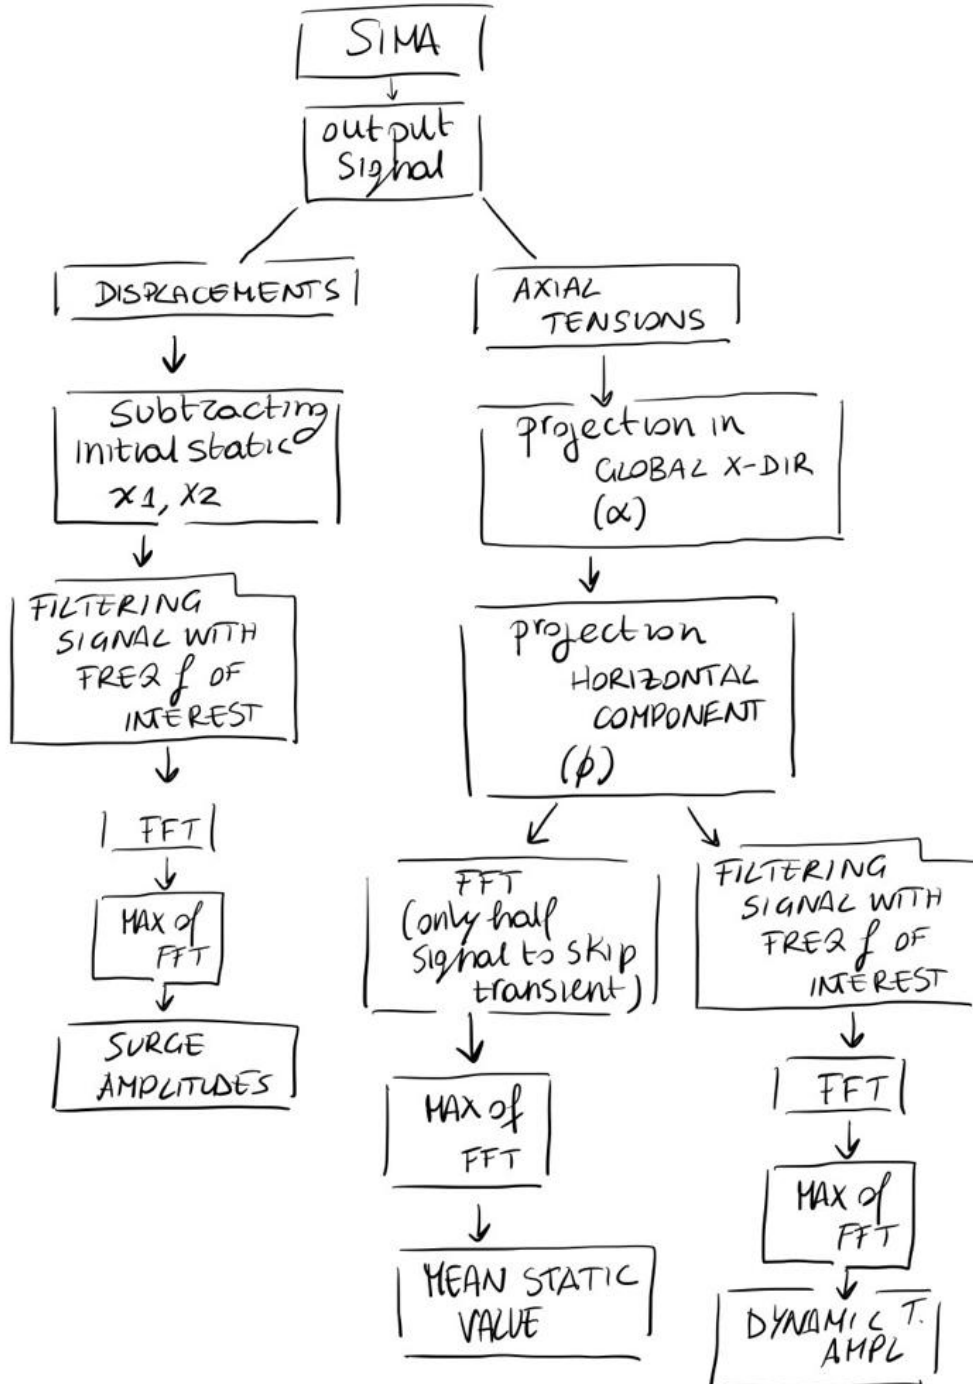 SIMA
output
Signal
DISPLACEMENTS
Subtracting
initial static
x1, x2
FILTERING
SIGNAL WITH
FREQ f OF
INTEREST
FFT
MAX of
FFT
SURGE
AMPLITUDES
AXIAL
TENSIONS
projection in
GLOBAL X-DIR
(α)
projection
HORIZONTAL
COMPONENT
(ϕ)
FFT
(only half
signal to skip
transient)
MAX of
FFT
MEAN STATIC
VALUE
FILTERING
SIGNAL WITH
FREQ f OF
INTEREST
FFT
MAX of
FFT
DYNAMIC T.
AMPL